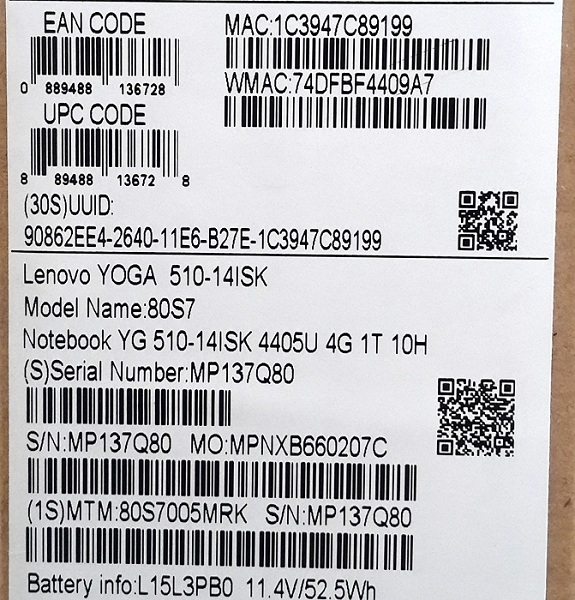 EAN CODE
0 889488 136728
UPC CODE
8 89488 13672 8
MAC:1C3947C89199
WMAC:74DFBF4409A7
(30S)UUID:
90862EE4-2640-11E6-B27E-1C3947C89199
Lenovo YOGA 510-14ISK
Model Name:80S7
Notebook YG 510-14ISK 4405U 4G 1T 10H
(S)Serial Number:MP137Q80
S/N:MP137Q80 MO:MPNXB660207C
(1S)MTM:80S7005MRK S/N:MP137Q80
Battery info:L15L3PB0 11.4V/52.5Wh